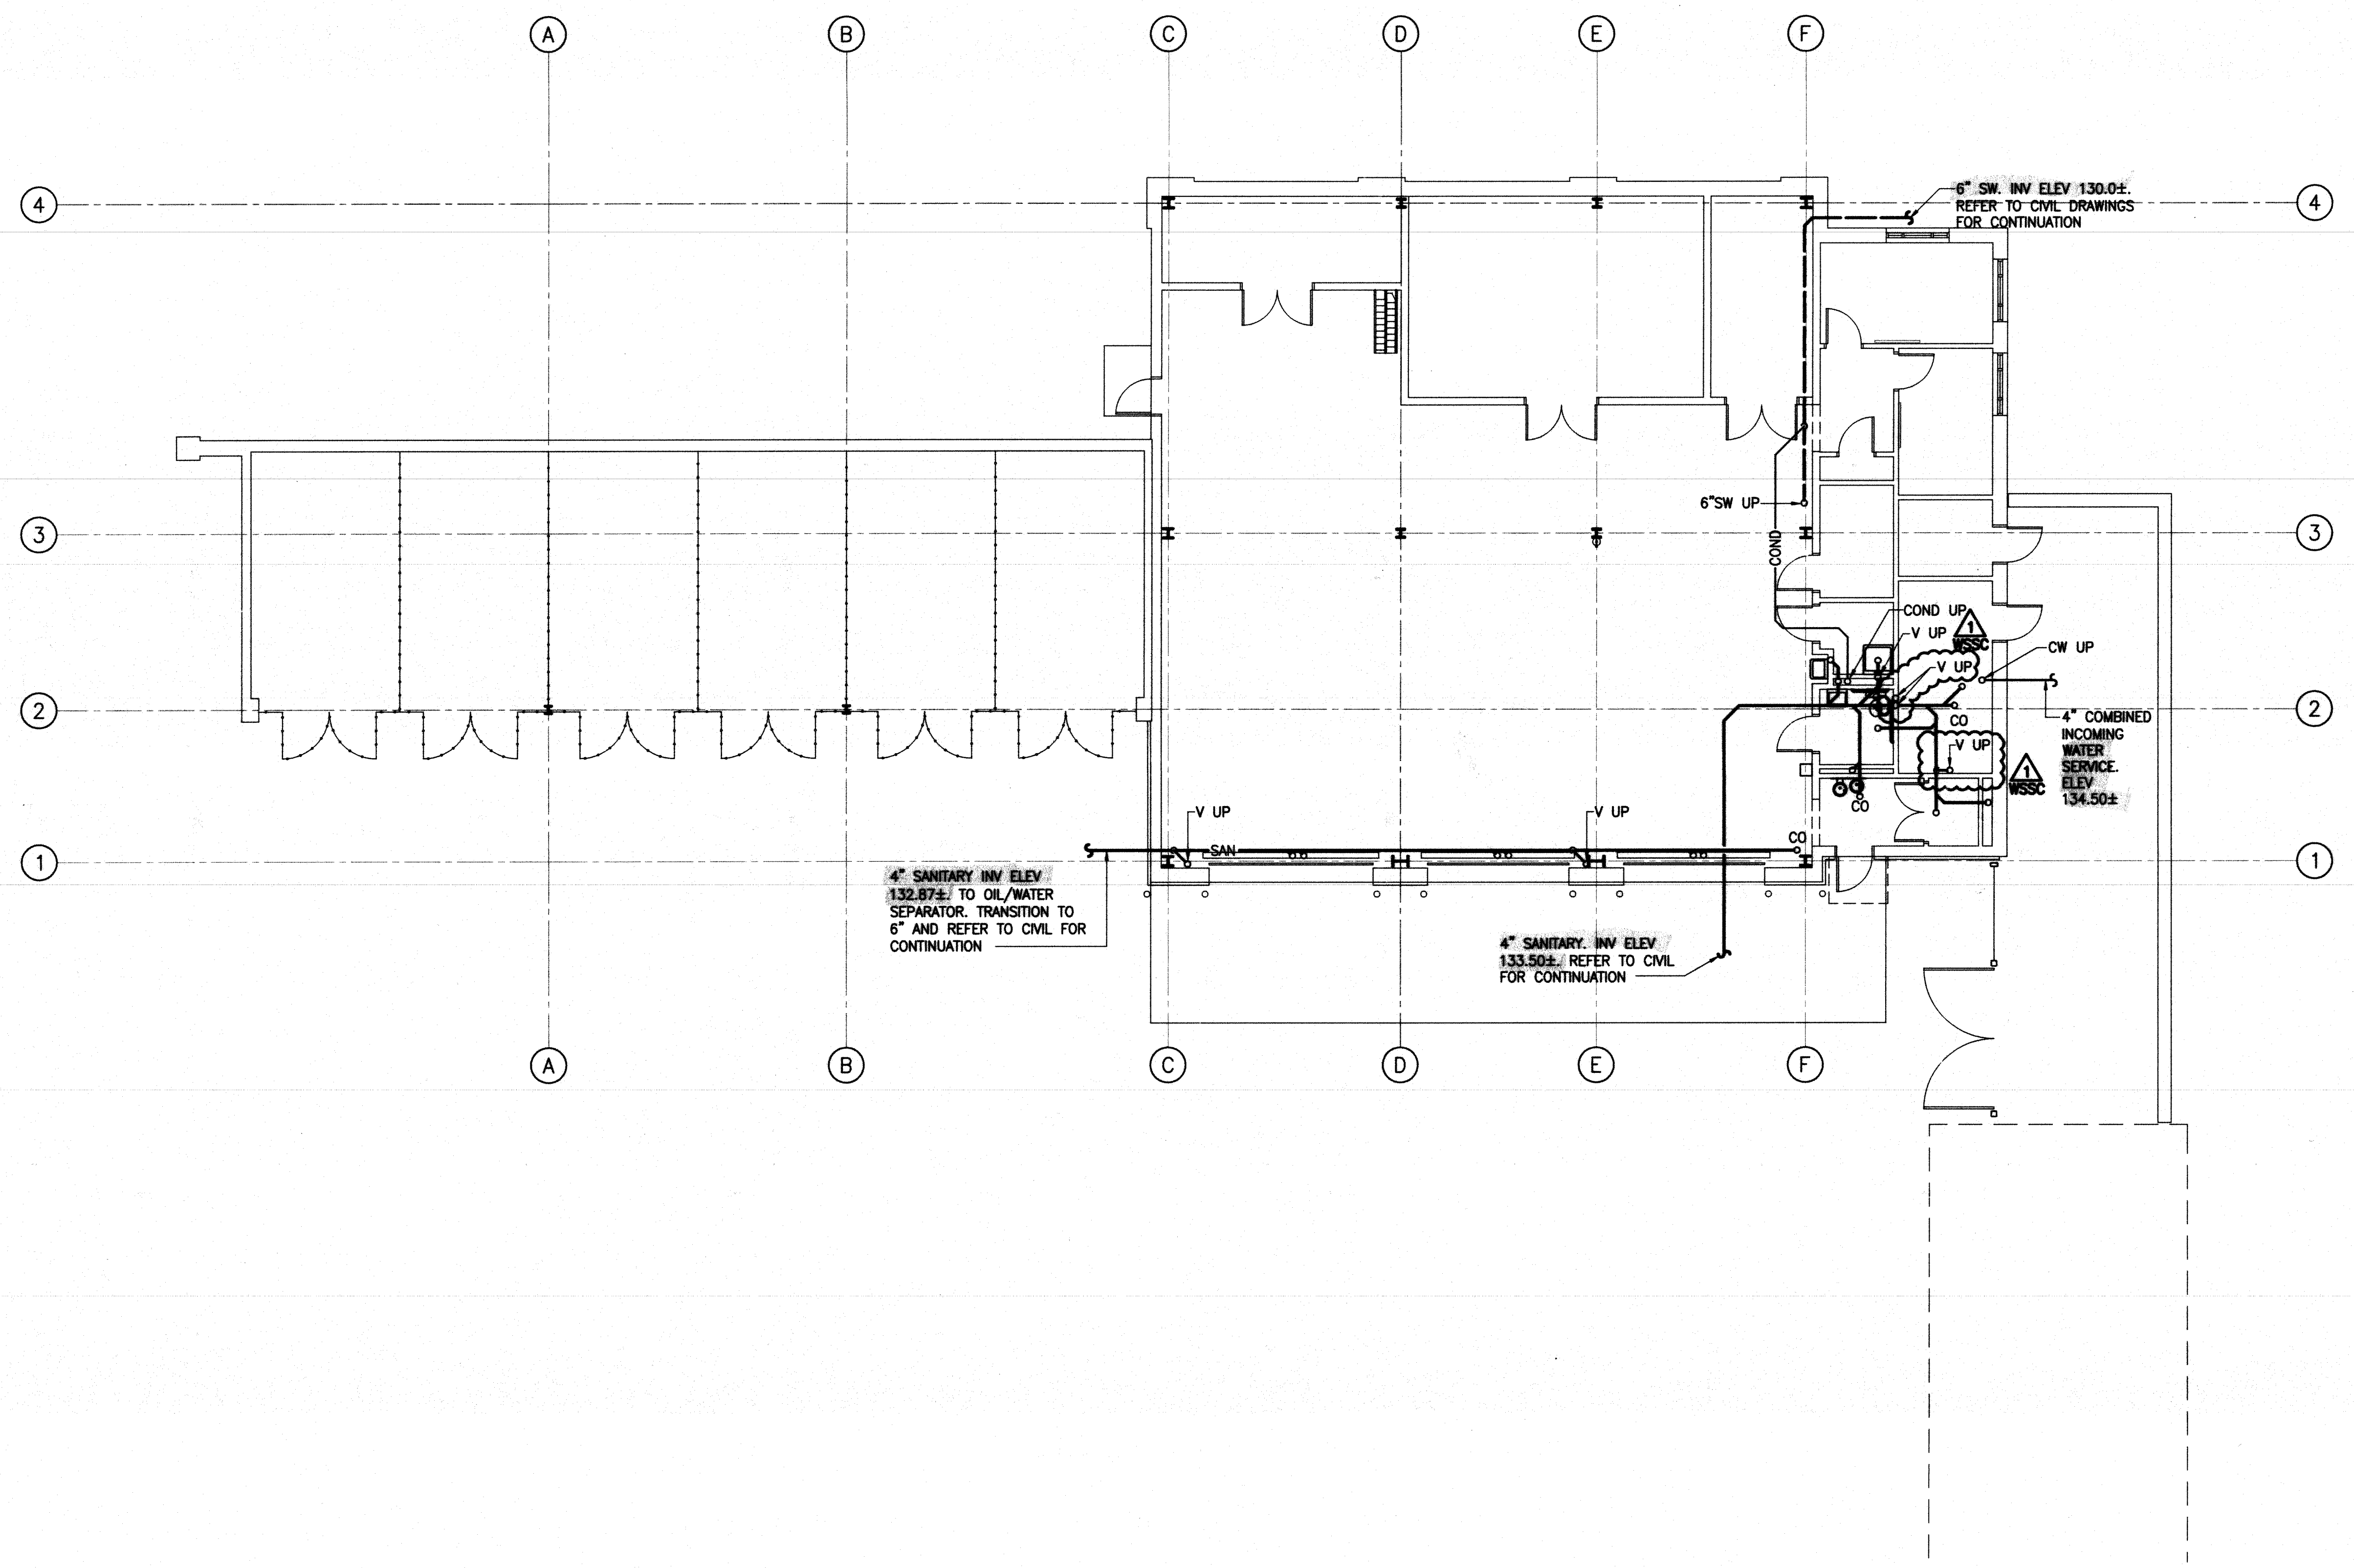 A B C D E F
6" SW. INV ELEV 130.0±.
REFER TO CIVIL DRAWINGS
FOR CONTINUATION
4 4
6"SW UP
3 3
COND
COND UP
V UP
1
WSSC
CW UP
V UP
2 2
4" COMBINED
INCOMING
WATER
SERVICE.
ELEV
134.50±
CO
V UP
1
WSSC
CO
V UP
V UP
CO
SAN
1 1
4" SANITARY INV ELEV
132.87±. TO OIL/WATER
SEPARATOR. TRANSITION TO
6" AND REFER TO CIVIL FOR
CONTINUATION
4" SANITARY. INV ELEV
133.50±. REFER TO CIVIL
FOR CONTINUATION
A B C D E F